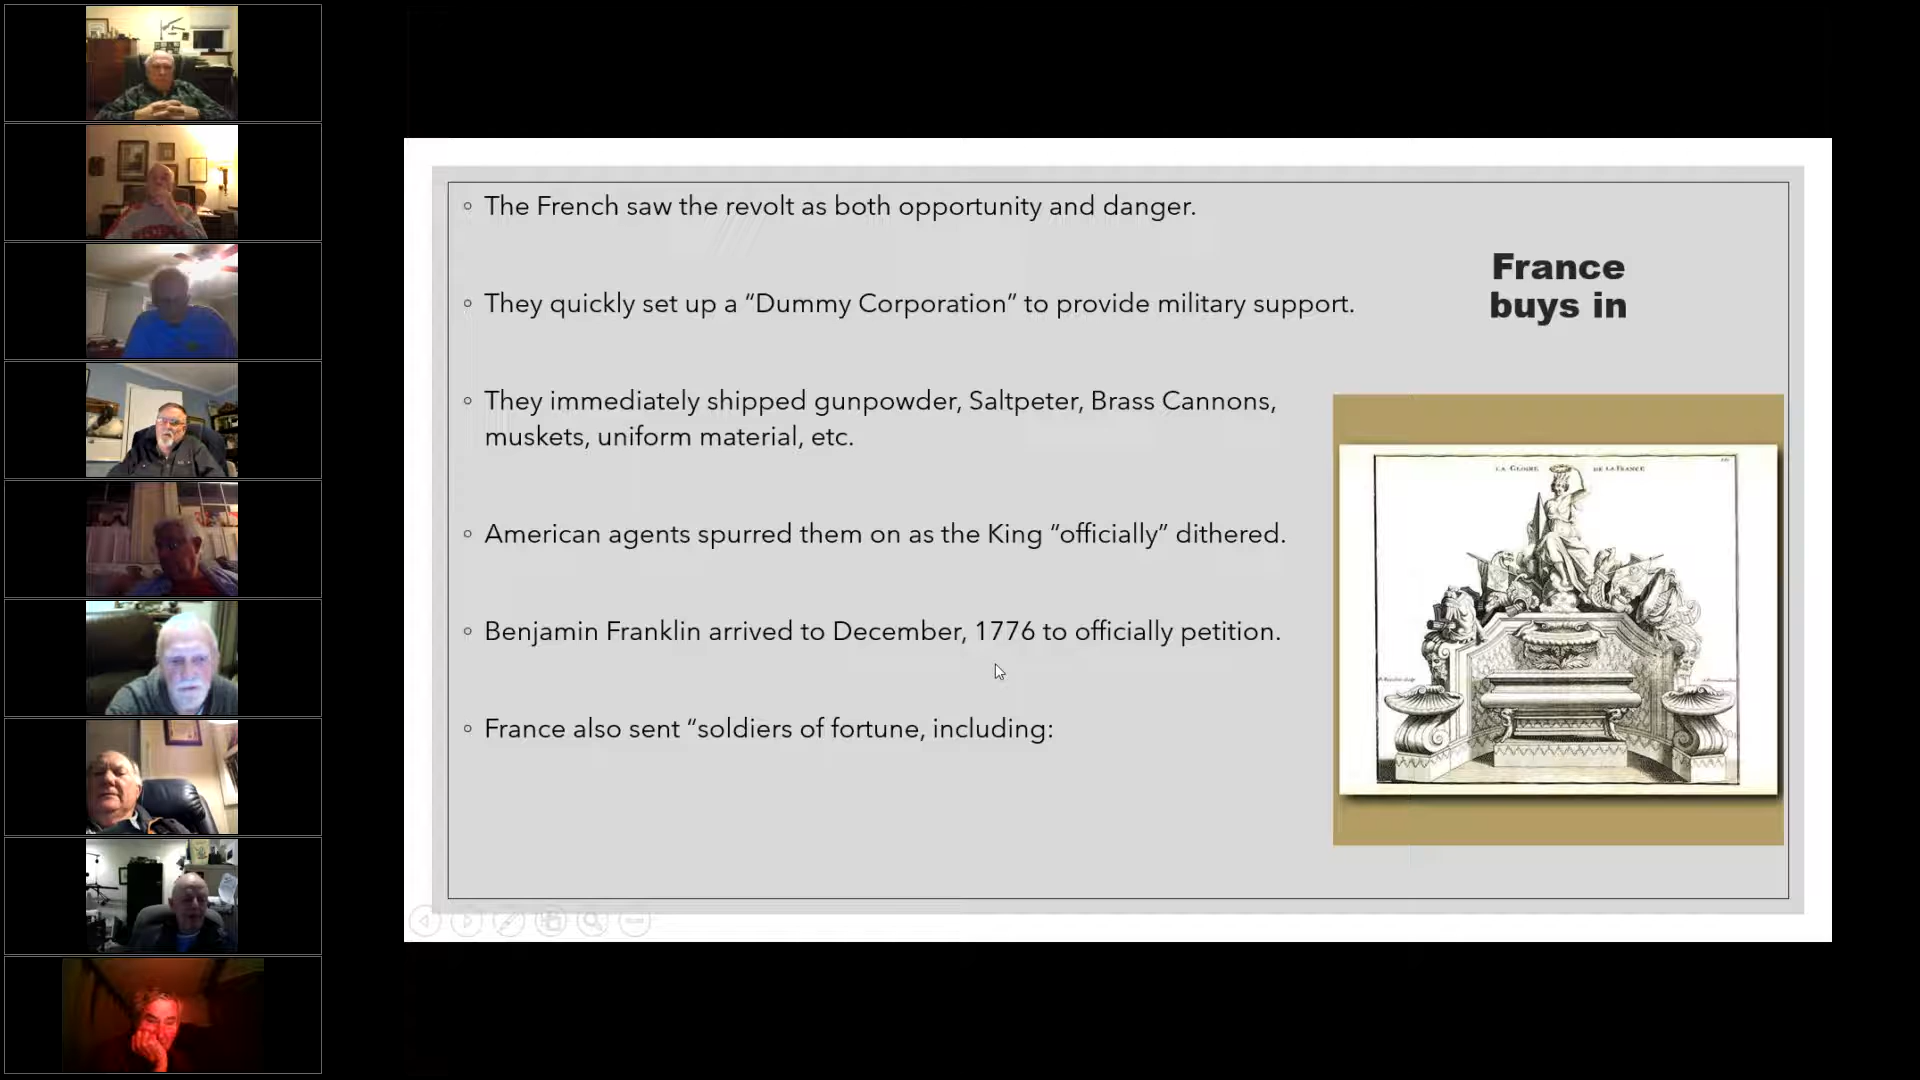 The French saw the revolt as both opportunity and danger.
They quickly set up a “Dummy Corporation” to provide military support.
They immediately shipped gunpowder, Saltpeter, Brass Cannons,
muskets, uniform material, etc.
American agents spurred them on as the King “officially” dithered.
Benjamin Franklin arrived to December, 1776 to officially petition.
France also sent “soldiers of fortune, including:
France
buys in
LA GLOIRE DE LA FRANCE